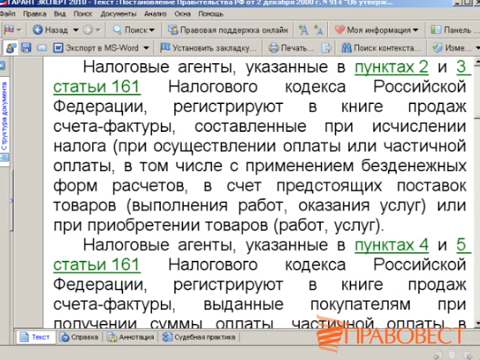 ГАРАНТ ЭКСПЕРТ 2010 - Текст : Постановление Правительства РФ от 2 декабря 2000 г. N 914 "Об утверж...
Вид Поиск Документы Анализ Окна Помощь
Назад Поиск Правовая поддержка онлайн Моя информация Панель ...
Экспорт в MS-Word Установить закладку... Печать... Поиск контекста... Изме...
Структура документа
Налоговые агенты, указанные в пунктах 2 и 3
статьи 161 Налогового кодекса Российской
Федерации, регистрируют в книге продаж
счета-фактуры, составленные при исчислении
налога (при осуществлении оплаты или частичной
оплаты, в том числе с применением безденежных
форм расчетов, в счет предстоящих поставок
товаров (выполнения работ, оказания услуг) или
при приобретении товаров (работ, услуг).
Налоговые агенты, указанные в пунктах 4 и 5
статьи 161 Налогового кодекса Российской
Федерации, регистрируют в книге продаж
счета-фактуры, выданные покупателям при
получении суммы оплаты, частичной оплаты в
ПРАВОВЕСТ
Текст Справка Аннотация Судебная практика